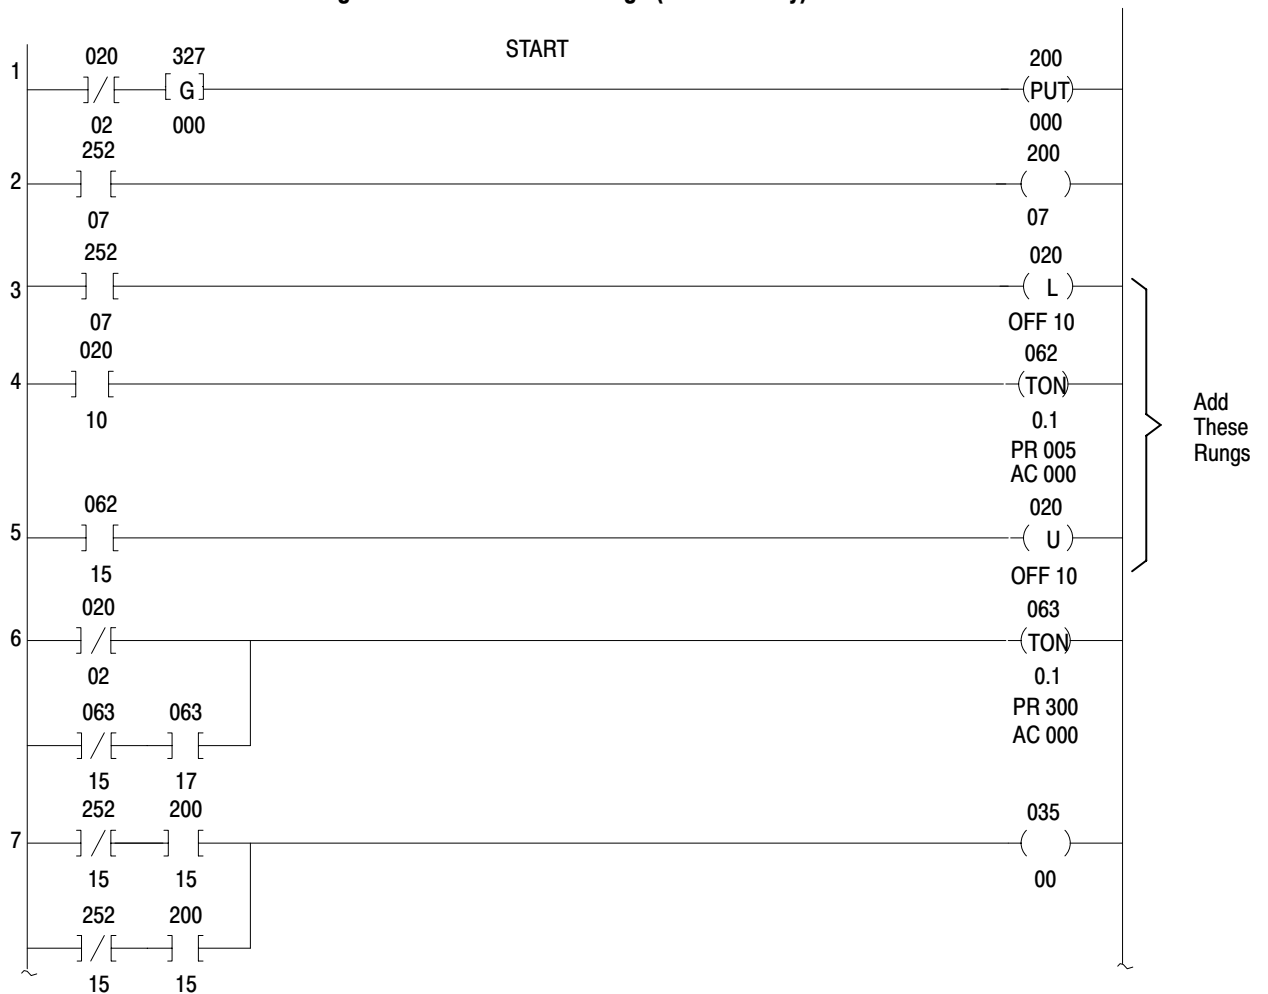 START
1
020 327 200
]/[ [ G ] (PUT)
02 000 000
252 200
2
07 07
252 020
3
( L )
07 OFF 10
020 062
4
(TON)
10 0.1
PR 005
AC 000
Add
These
Rungs
062 020
5
( U )
15 OFF 10
020 063
6
(TON)
02 0.1
063 063 PR 300
AC 000
15 17
252 200 035
7
15 15 00
252 200
15 15